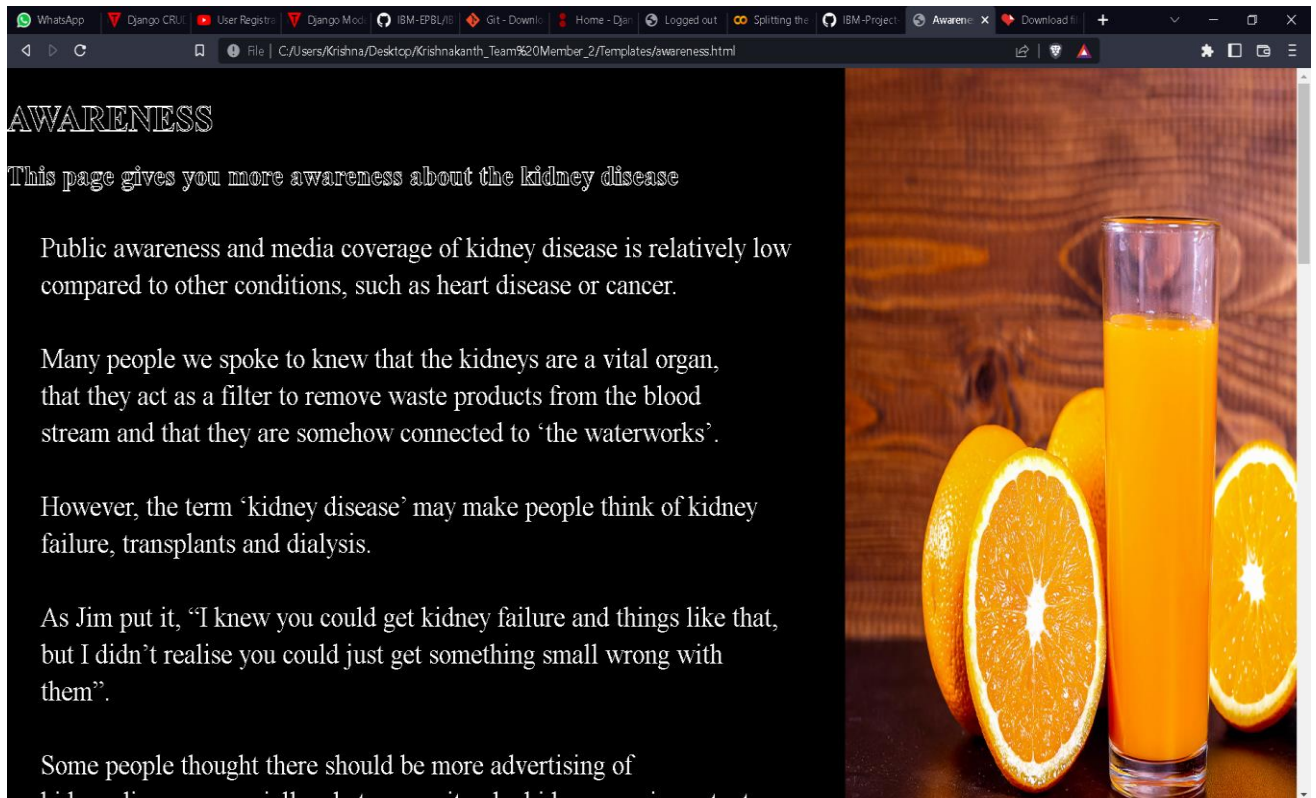 WhatsApp
Django CRU
User Registra
Django Mod
IBM-EPBL/IB
Git - Downlo
Home - Djan
Logged out
Splitting the
IBM-Project-
Awarene
Download fi
File | C:/Users/Krishna/Desktop/Krishnakanth_Team%20Member_2/Templates/awareness.html
AWARENESS
This page gives you more awareness about the kidney disease
Public awareness and media coverage of kidney disease is relatively low
compared to other conditions, such as heart disease or cancer.
Many people we spoke to knew that the kidneys are a vital organ,
that they act as a filter to remove waste products from the blood
stream and that they are somehow connected to ‘the waterworks’.
However, the term ‘kidney disease’ may make people think of kidney
failure, transplants and dialysis.
As Jim put it, “I knew you could get kidney failure and things like that,
but I didn’t realise you could just get something small wrong with
them”.
Some people thought there should be more advertising of